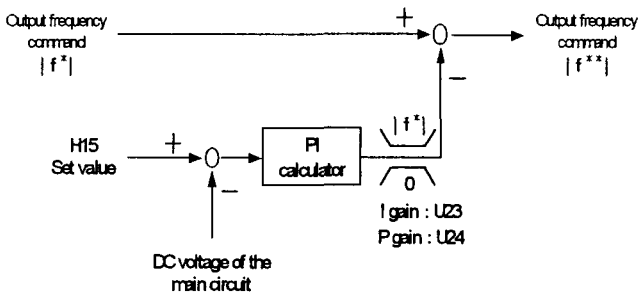 Output frequency
command
| f * |
+
Output frequency
command
| f * * |
−
H15
Set value
+
−
PI
calculator
| f * |
0
I gain : U23
P gain : U24
DC voltage of the
main circuit